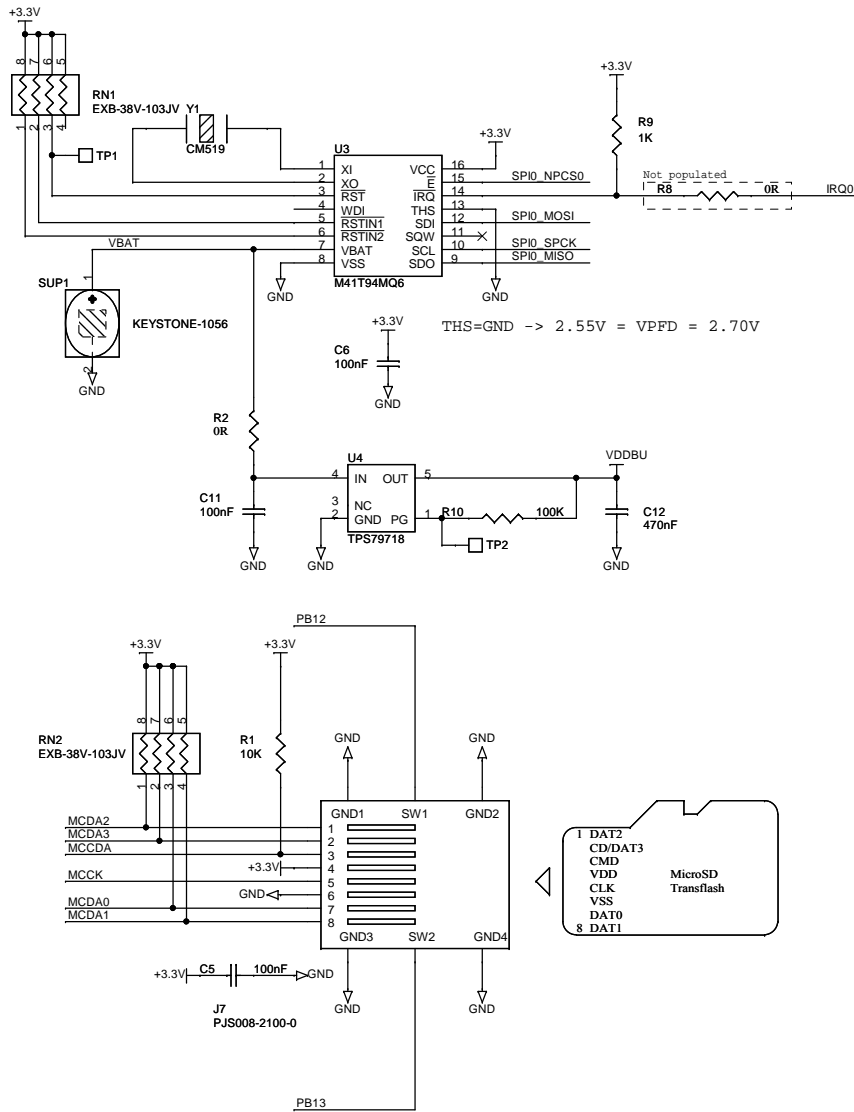 +3.3V
8 7 6 5
RN1
EXB-38V-103JV
1 2 3 4
TP1
Y1
CM519
U3
1 XI
2 XO
3 RST
4 WDI
5 RSTIN1
6 RSTIN2
7 VBAT
8 VSS
VCC 16
E 15
IRQ 14
THS 13
SDI 12
SQW 11
SCL 10
SDO 9
M41T94MQ6
+3.3V
SPI0_NPCS0
SPI0_MOSI
SPI0_SPCK
SPI0_MISO
+3.3V
R9
1K
Not populated
R8 0R
IRQ0
VBAT
GND
GND
SUP1
1
KEYSTONE-1056
2
GND
THS=GND -> 2.55V = VPFD = 2.70V
+3.3V
C6
100nF
GND
R2
0R
U4
4 IN OUT 5
3 NC
2 GND PG 1
TPS79718
C11
100nF
GND
GND
R10 100K
TP2
VDDBU
C12
470nF
GND
PB12
+3.3V
+3.3V
8 7 6 5
RN2
EXB-38V-103JV
1 2 3 4
R1
10K
GND
GND
GND1 SW1 GND2
MCDA2
MCDA3
MCCDA
+3.3V
MCCK
GND
MCDA0
MCDA1
1
2
3
4
5
6
7
8
GND3 SW2 GND4
GND
GND
+3.3V C5 100nF GND
J7
PJS008-2100-0
PB13
1 DAT2
CD/DAT3
CMD
VDD
CLK
VSS
DAT0
8 DAT1
MicroSD
Transflash